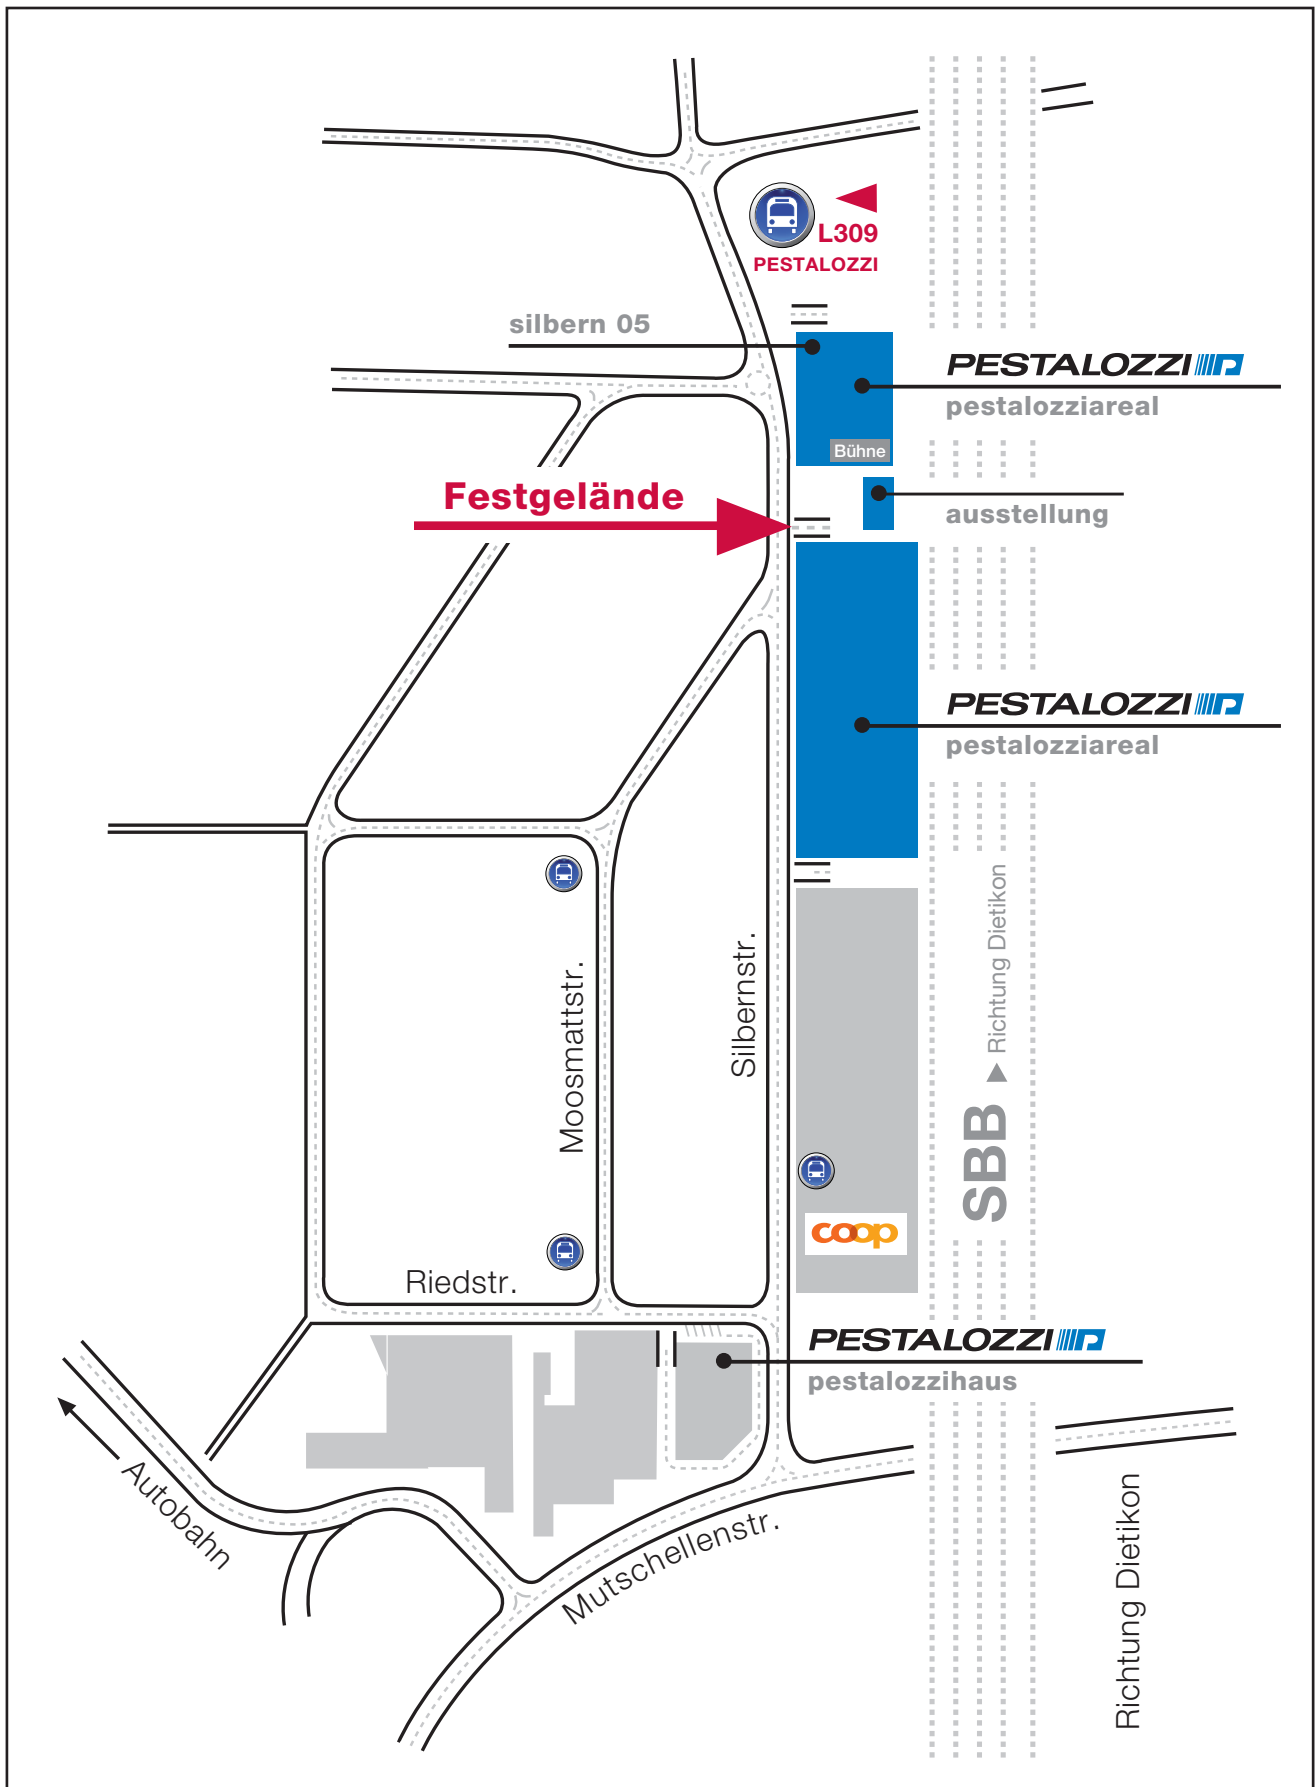 L309
PESTALOZZI
silbern 05
PESTALOZZI
pestalozziareal
Bühne
Festgelände
ausstellung
PESTALOZZI
pestalozziareal
Moosmattstr.
Silbernstr.
SBB ▶ Richtung Dietikon
coop
Riedstr.
PESTALOZZI
pestalozzihaus
Autobahn
Mutschellenstr.
Richtung Dietikon